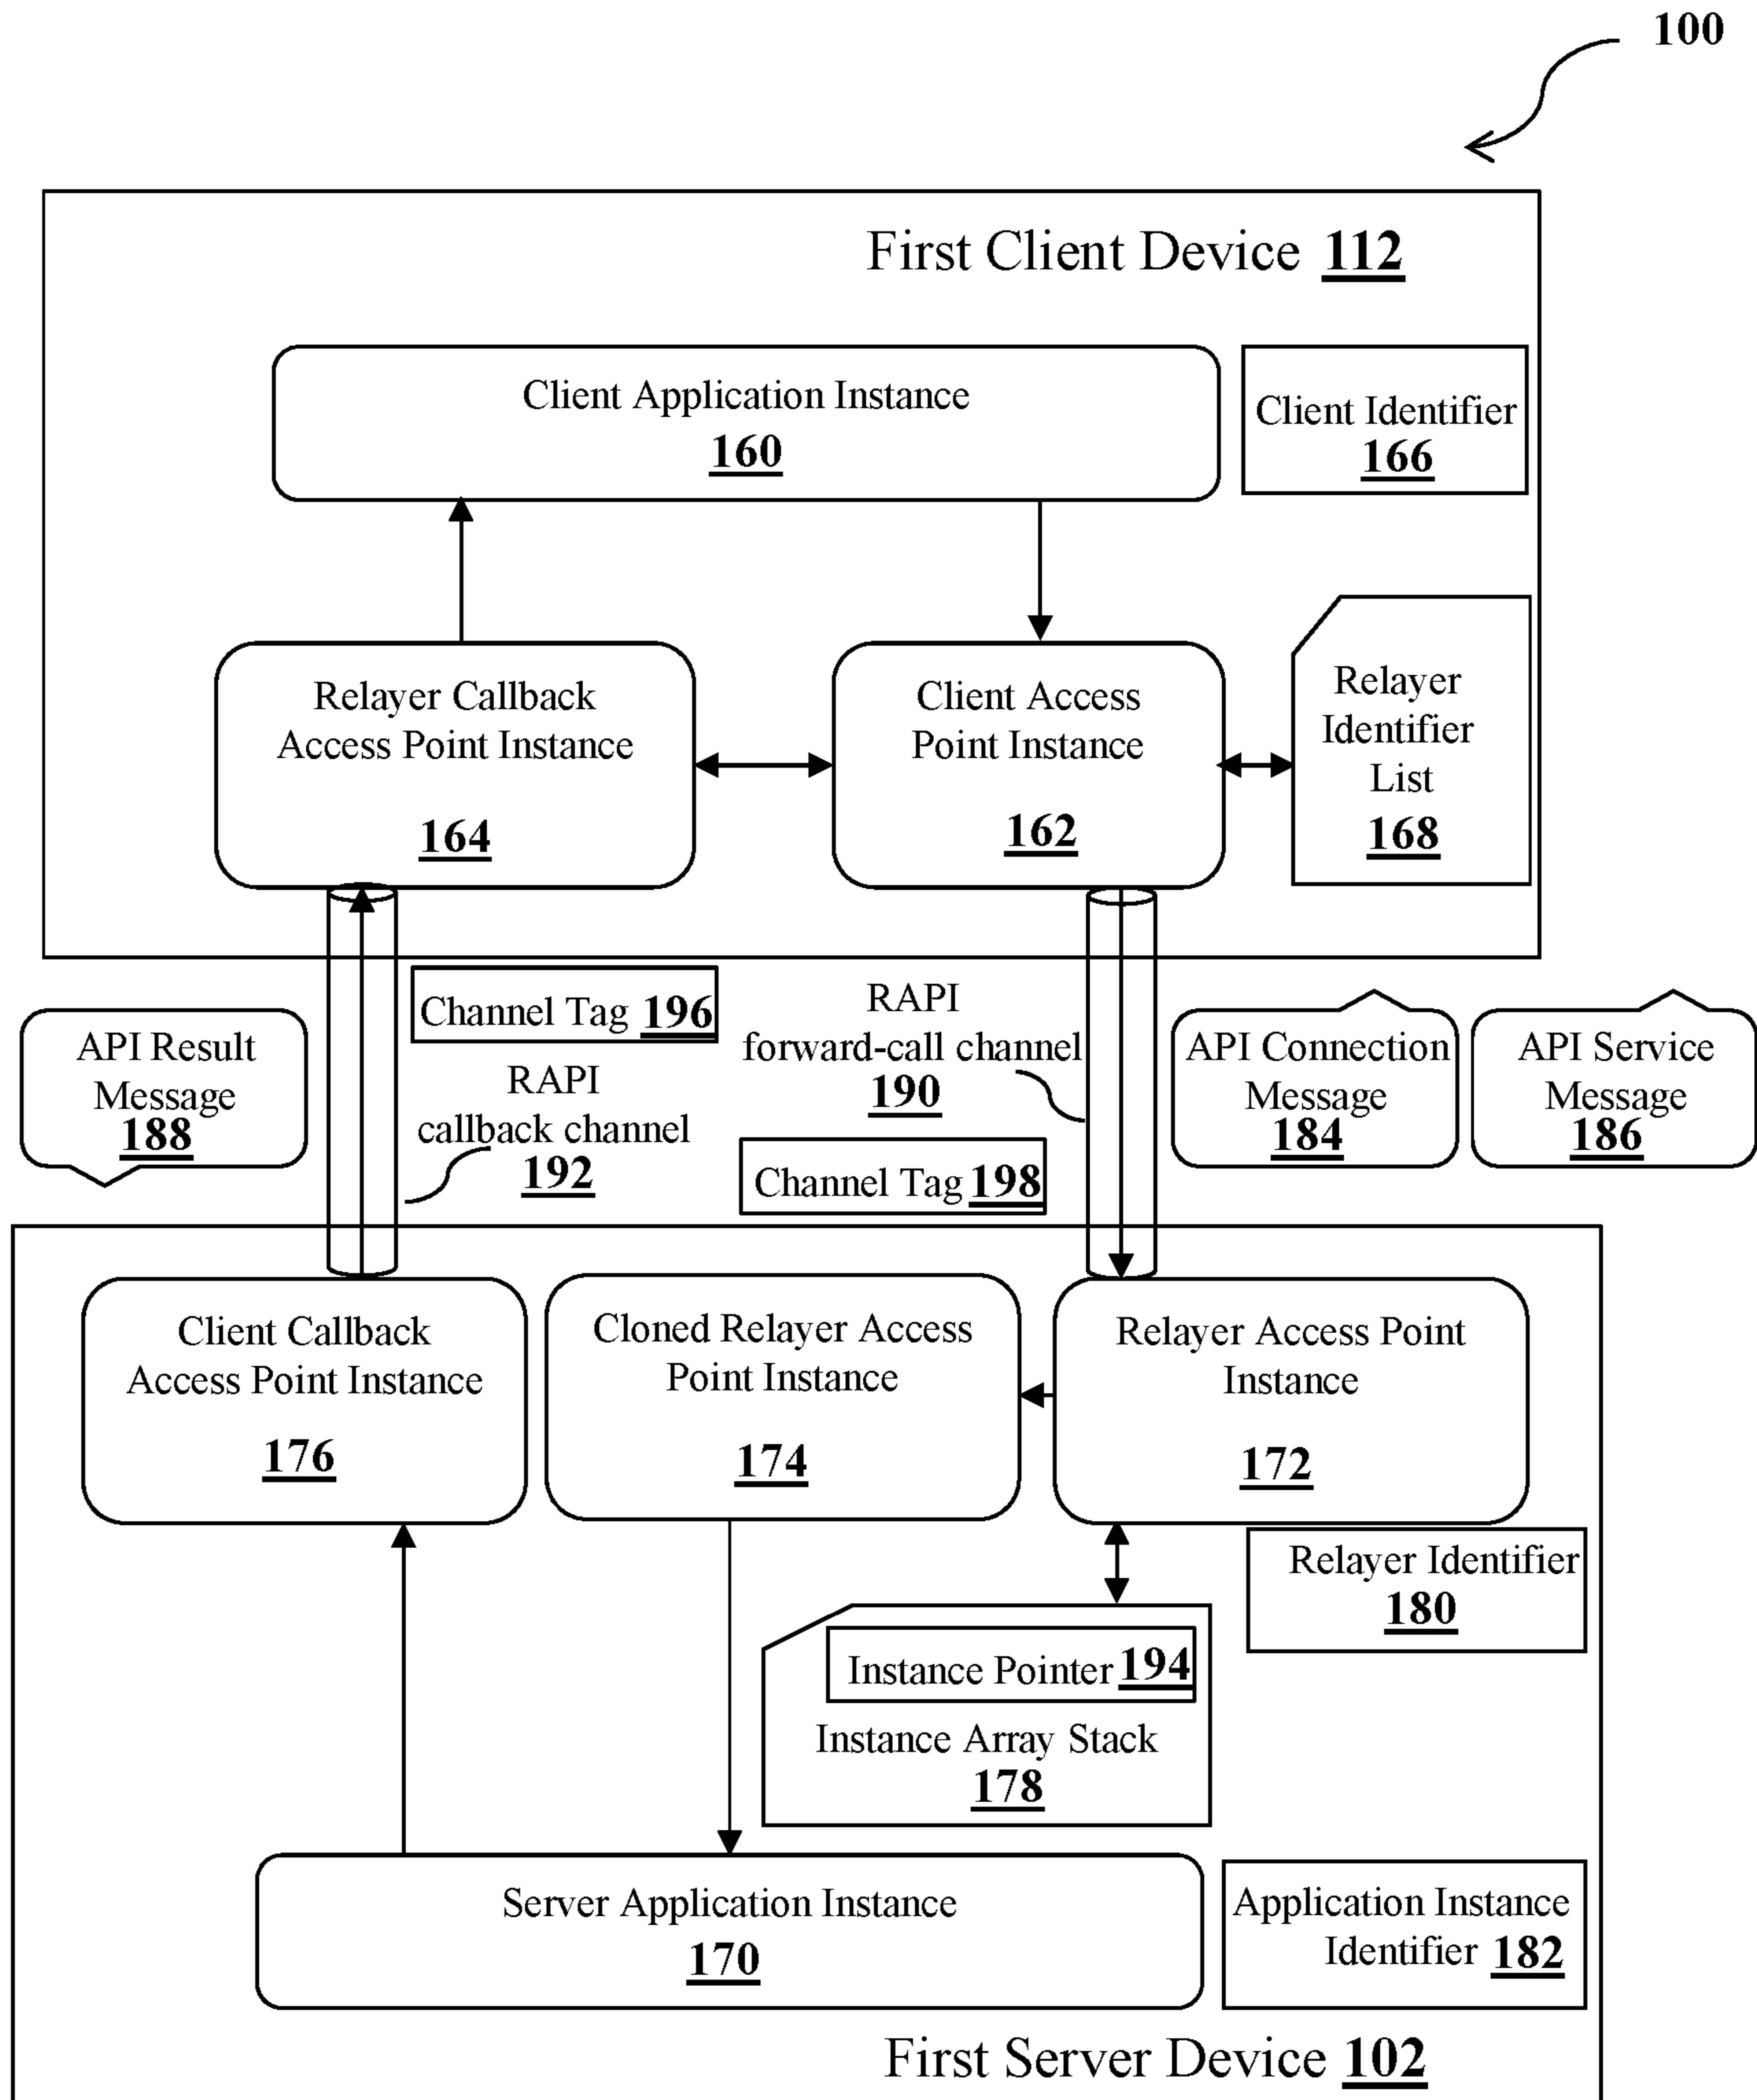 100
First Client Device 112
Client Application Instance
160
Client Identifier
166
Relayer Callback
Access Point Instance
164
Client Access
Point Instance
162
Relayer
Identifier
List
168
API Result
Message
188
Channel Tag 196
RAPI
callback channel
192
RAPI
forward-call channel
190
Channel Tag 198
API Connection
Message
184
API Service
Message
186
Client Callback
Access Point Instance
176
Cloned Relayer Access
Point Instance
174
Relayer Access Point
Instance
172
Relayer Identifier
180
Instance Pointer 194
Instance Array Stack
178
Server Application Instance
170
Application Instance
Identifier 182
First Server Device 102